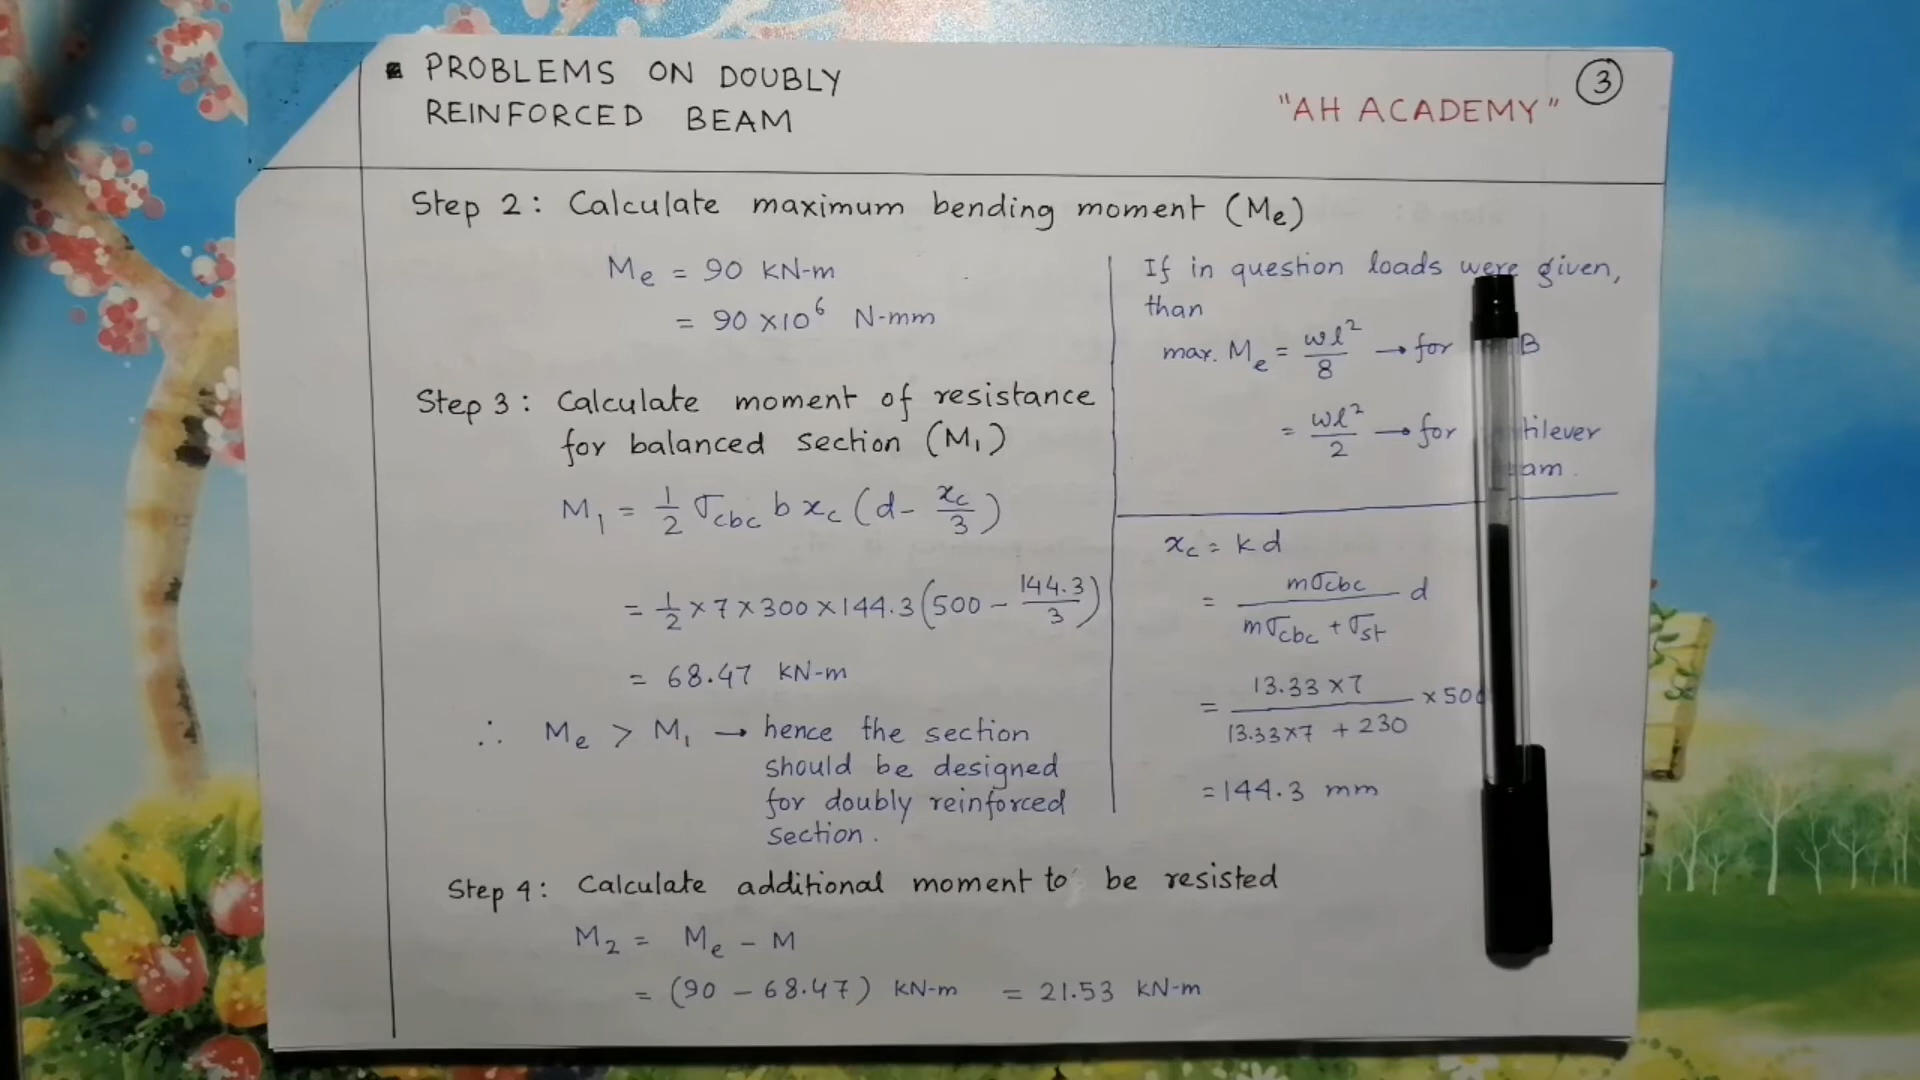 PROBLEMS ON DOUBLY
REINFORCED BEAM
"AH ACADEMY"
3
Step 2: Calculate maximum bending moment (Me)
Me = 90 KN-m
= 90 ×10⁶ N-mm
If in question loads were given,
than
max. Me = wl²/8 → for B
= wl²/2 → for
Step 3: Calculate moment of resistance
for balanced section (M₁)
M₁ = 1/2 σcbc b xc (d - xc/3)
= 1/2 × 7 × 300 × 144.3 (500 - 144.3/3)
= 68.47 KN-m
∴ Me > M₁ → hence the section
should be designed
for doubly reinforced
section.
xc = kd
= mσcbc/(mσcbc + σst) d
= 13.33 × 7/(13.33×7 + 230) × 500
= 144.3 mm
Step 4: Calculate additional moment to be resisted
M₂ = Me - M
= (90 - 68.47) KN-m = 21.53 KN-m